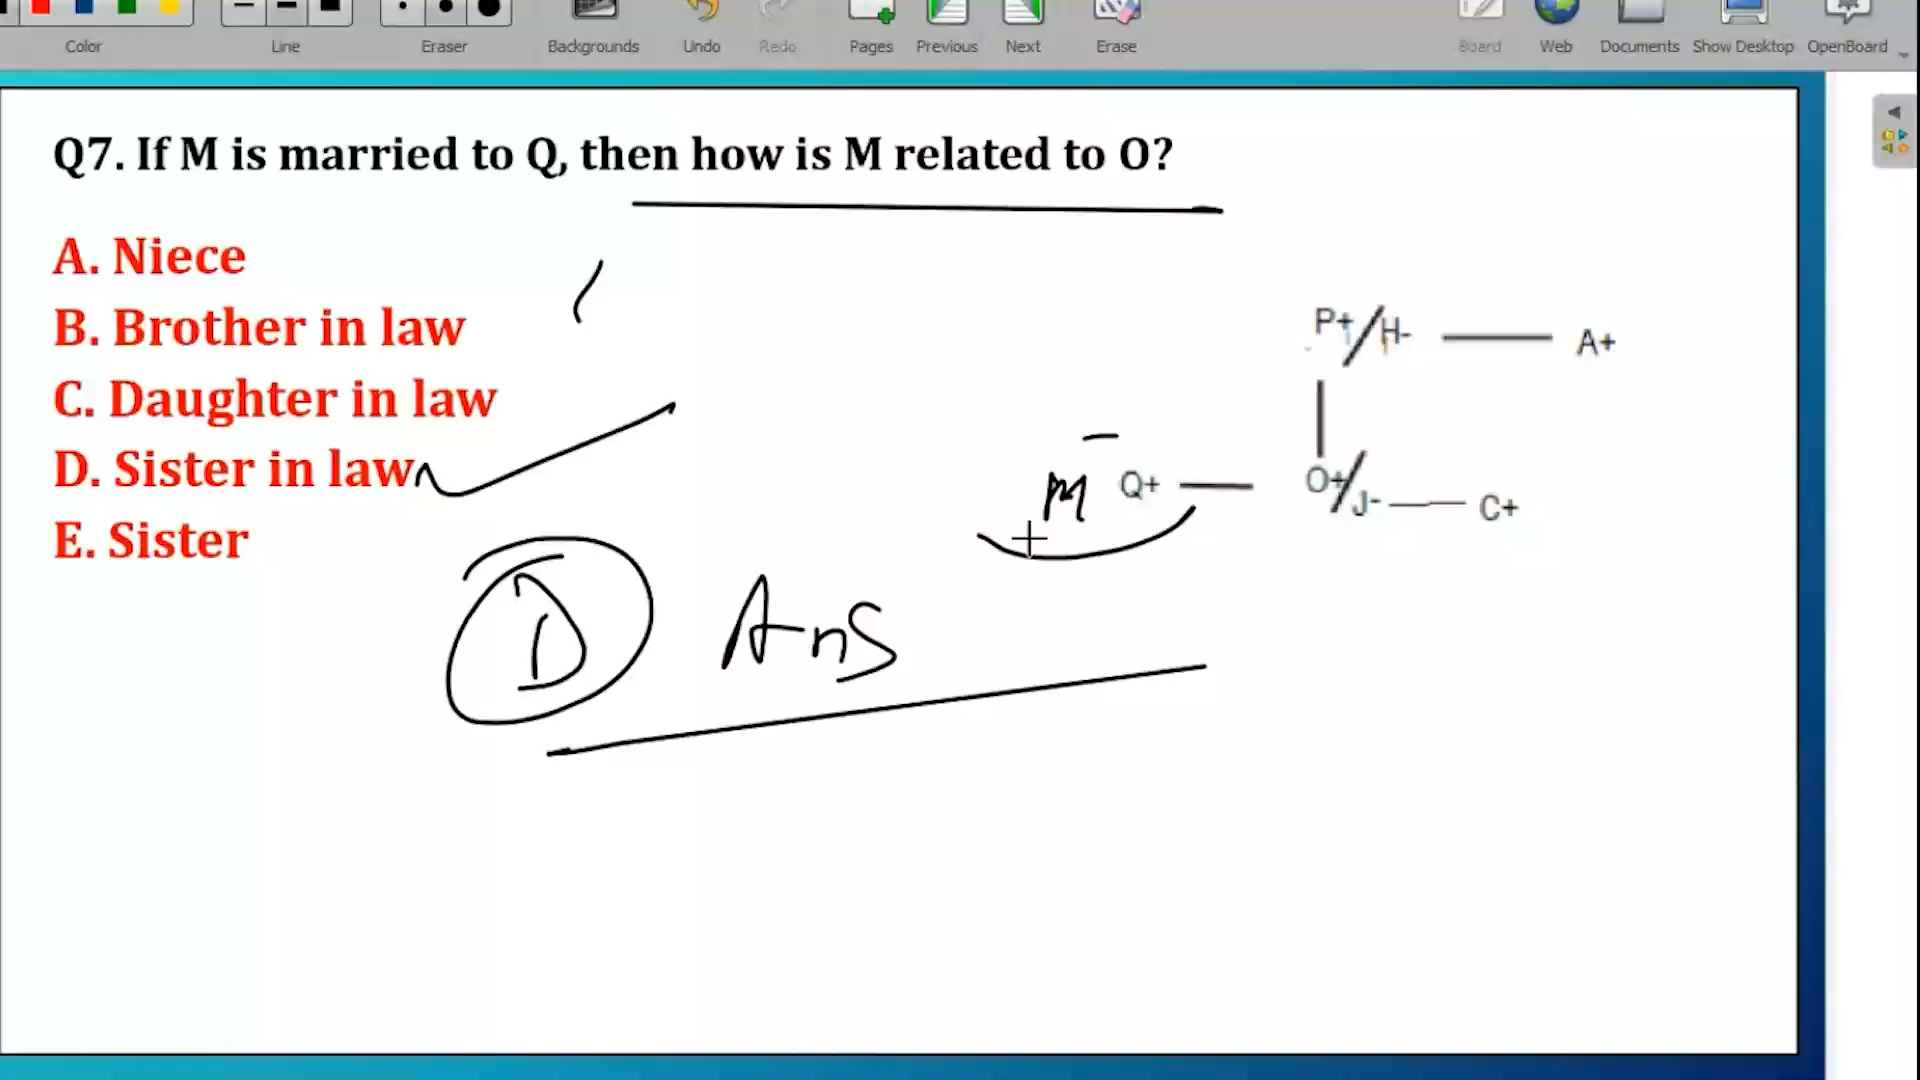 Color
Line
Eraser
Backgrounds
Undo
Redo
Pages
Previous
Next
Erase
Board
Web
Documents
Show Desktop
OpenBoard
Q7. If M is married to Q, then how is M related to O?
A. Niece
B. Brother in law
C. Daughter in law
D. Sister in law
E. Sister
P+/H- — A+
M - Q+ — O+/J- — C+
D Ans